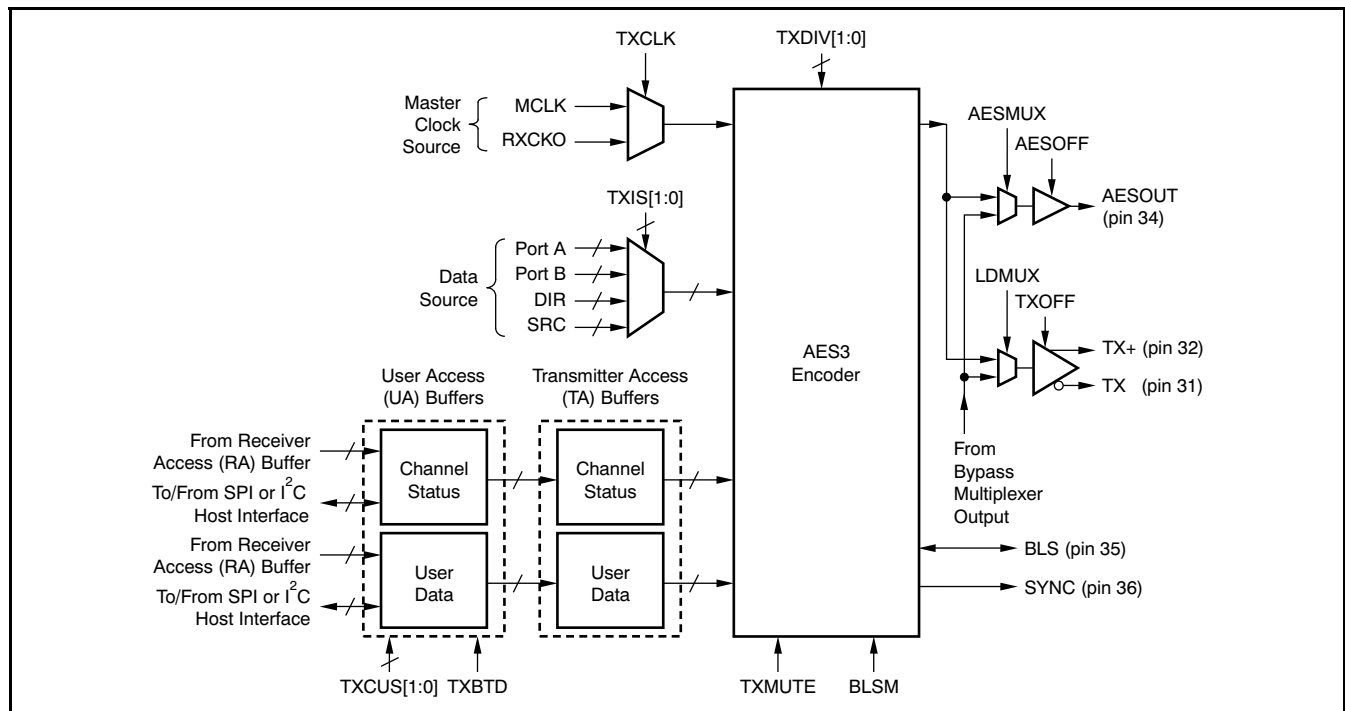 TXCLK
TXDIV[1:0]
Master
Clock
Source
MCLK
RXCKO
AESMUX
AESOFF
AESOUT
(pin 34)
TXIS[1:0]
Data
Source
Port A
Port B
DIR
SRC
AES3
Encoder
LDMUX
TXOFF
TX+ (pin 32)
TX (pin 31)
From
Bypass
Multiplexer
Output
User Access
(UA) Buffers
Transmitter Access
(TA) Buffers
From Receiver
Access (RA) Buffer
To/From SPI or I²C
Host Interface
From Receiver
Access (RA) Buffer
To/From SPI or I²C
Host Interface
Channel
Status
Channel
Status
User
Data
User
Data
BLS (pin 35)
SYNC (pin 36)
TXCUS[1:0]
TXBTD
TXMUTE
BLSM